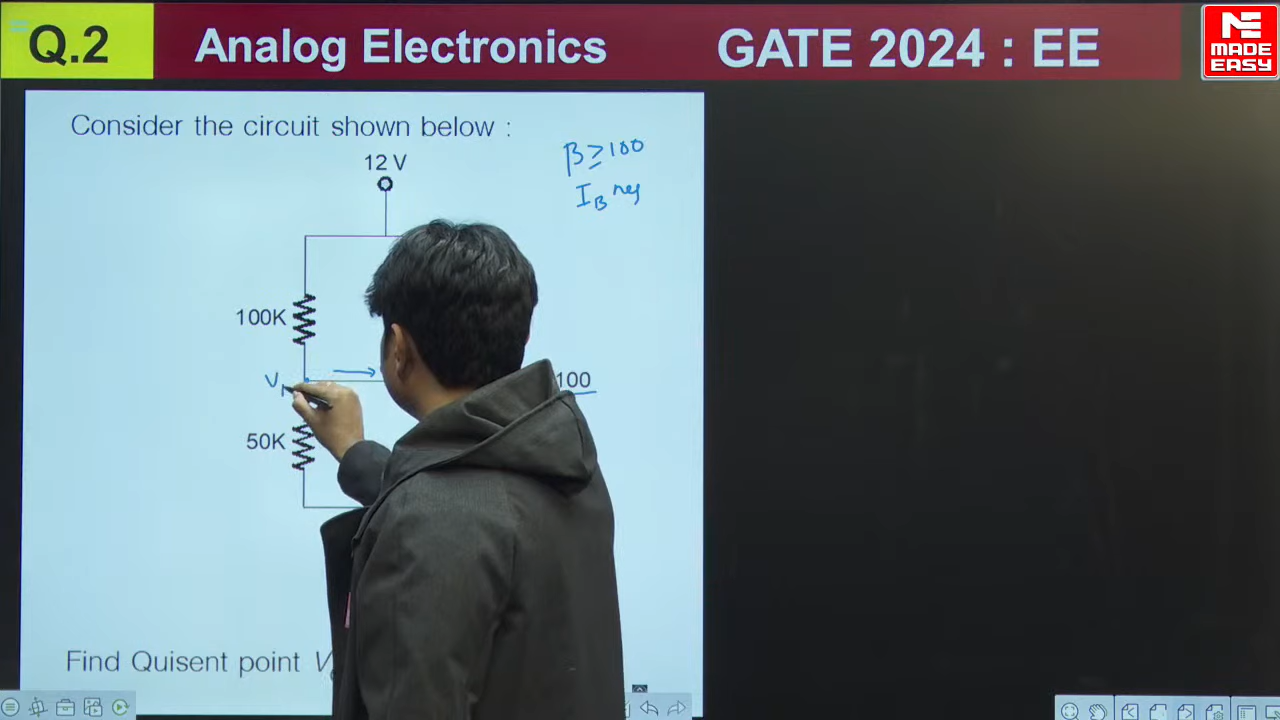 Q.2
Analog Electronics
GATE 2024 : EE
MADE
EASY
Consider the circuit shown below :
12 V
β ≥ 100
I_B neg
100K
100
50K
Find Quisent point V